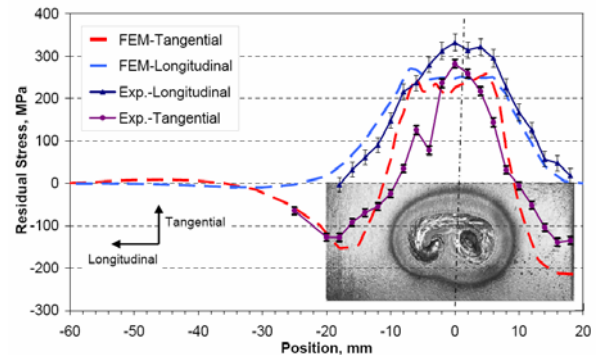 400
FEM-Tangential
FEM-Longitudinal
Exp.-Longitudinal
Exp.-Tangential
300
200
100
0
-100
-200
-300
Residual Stress, MPa
Tangential
Longitudinal
-60 -50 -40 -30 -20 -10 0 10 20
Position, mm